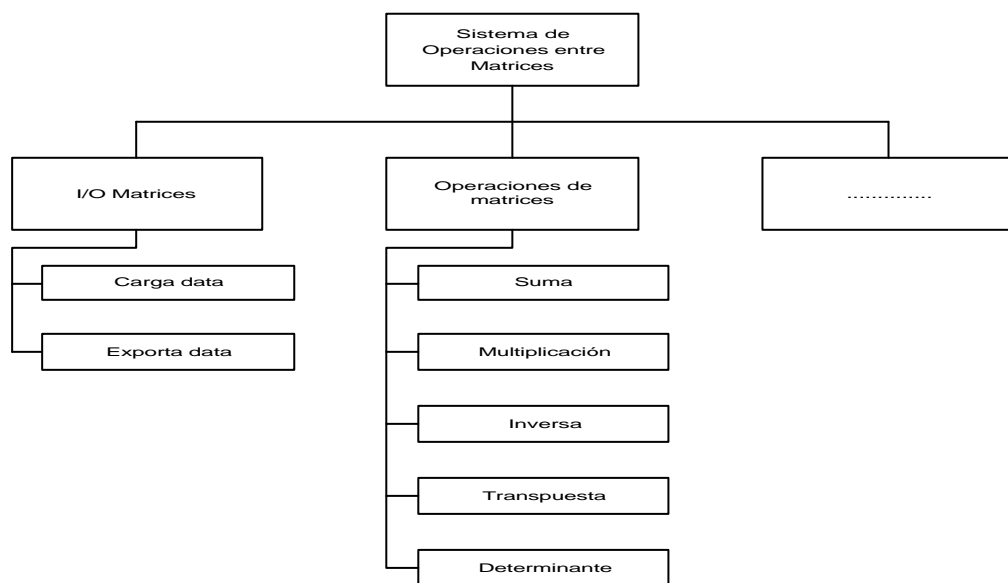 Sistema de
Operaciones entre
Matrices
I/O Matrices
Operaciones de
matrices
..............
Carga data
Exporta data
Suma
Multiplicación
Inversa
Transpuesta
Determinante